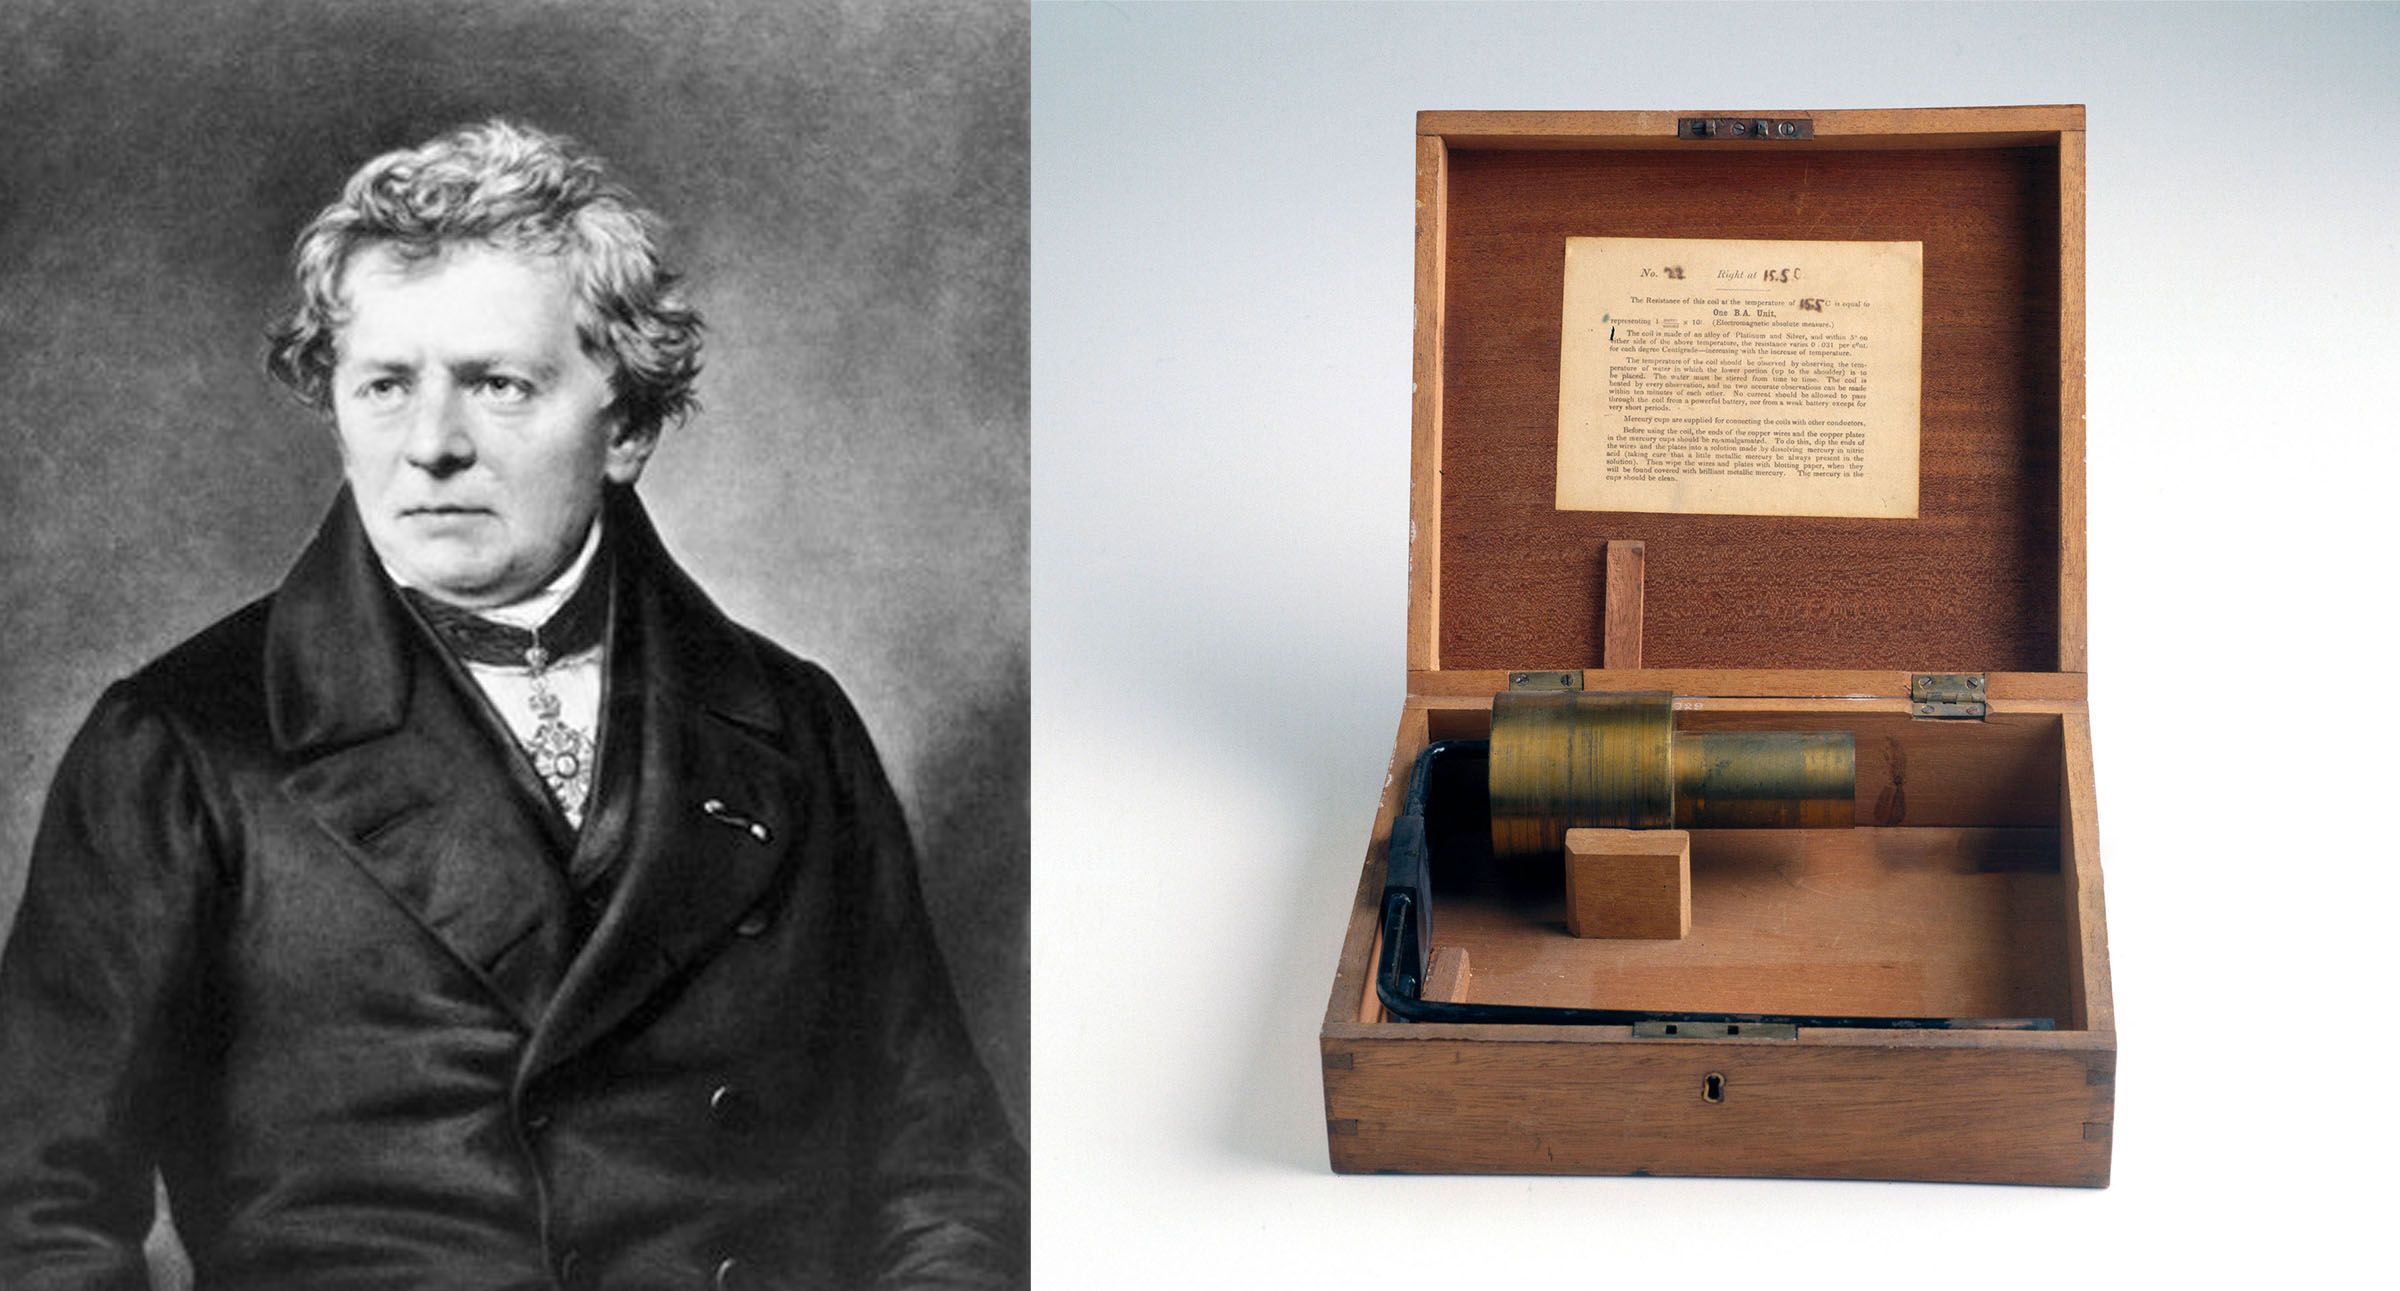 No. 22 Right at 15.5 C
The Resistance of this coil at the temperature of 15.5 C is equal to
One B.A. Unit,
representing 1 × 10⁷. (Electromagnetic absolute measure.)
The coil is made of an alloy of Platinum and Silver, and within 5° on
either side of the above temperature, the resistance varies 0.031 per cent.
for each degree Centigrade—increasing with the increase of temperature.
The temperature of the coil should be observed by observing the tem-
perature of water in which the lower portion (up to the shoulder) is to
be placed. The water must be stirred from time to time. The coil is
heated by every observation, and no two accurate observations can be made
within ten minutes of each other. No current should be allowed to pass
through the coil from a powerful battery, nor from a weak battery except for
very short periods.
Mercury cups are supplied for connecting the coils with other conductors.
Before using the coil, the ends of the copper wires and the copper plates
in the mercury cups should be re-amalgamated. To do this, dip the ends of
the wires and the plates into a solution made by dissolving mercury in nitric
acid (taking care that a little metallic mercury be always present in the
solution). Then wipe the wires and plates with blotting paper, when they
will be found covered with brilliant metallic mercury. The mercury in the
cups should be clean.